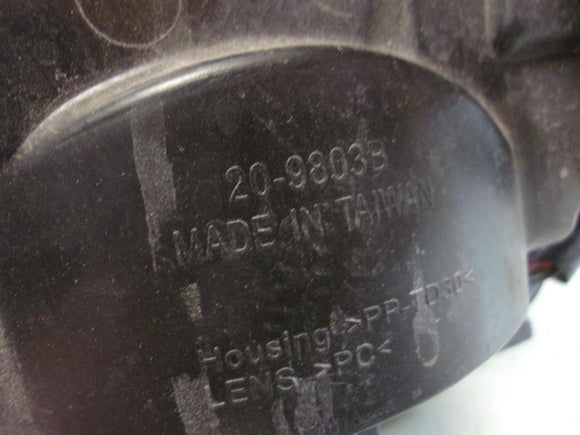 20-9803B
MADE IN TAIWAN
Housing >PP-TD30<
LENS >PC<